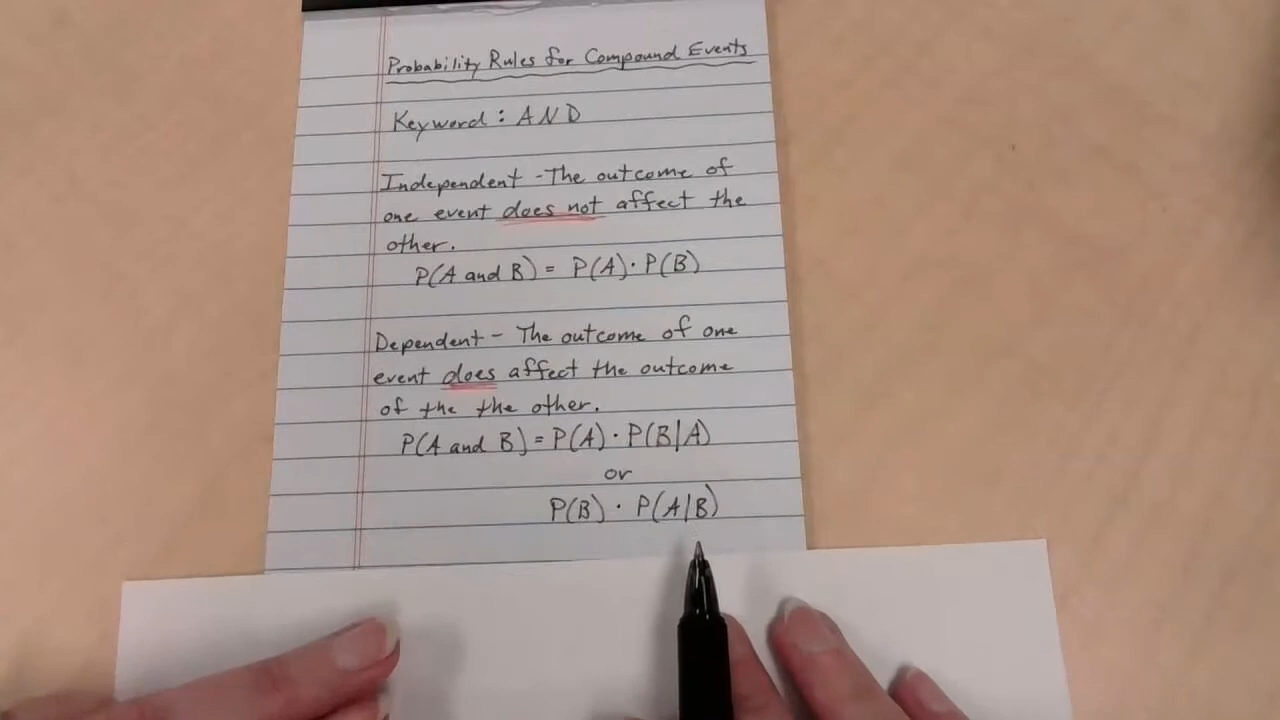 Probability Rules for Compound Events
Keyword: AND
Independent - The outcome of
one event does not affect the
other.
P(A and B) = P(A) · P(B)
Dependent - The outcome of one
event does affect the outcome
of the the other.
P(A and B) = P(A) · P(B|A)
or
P(B) · P(A|B)